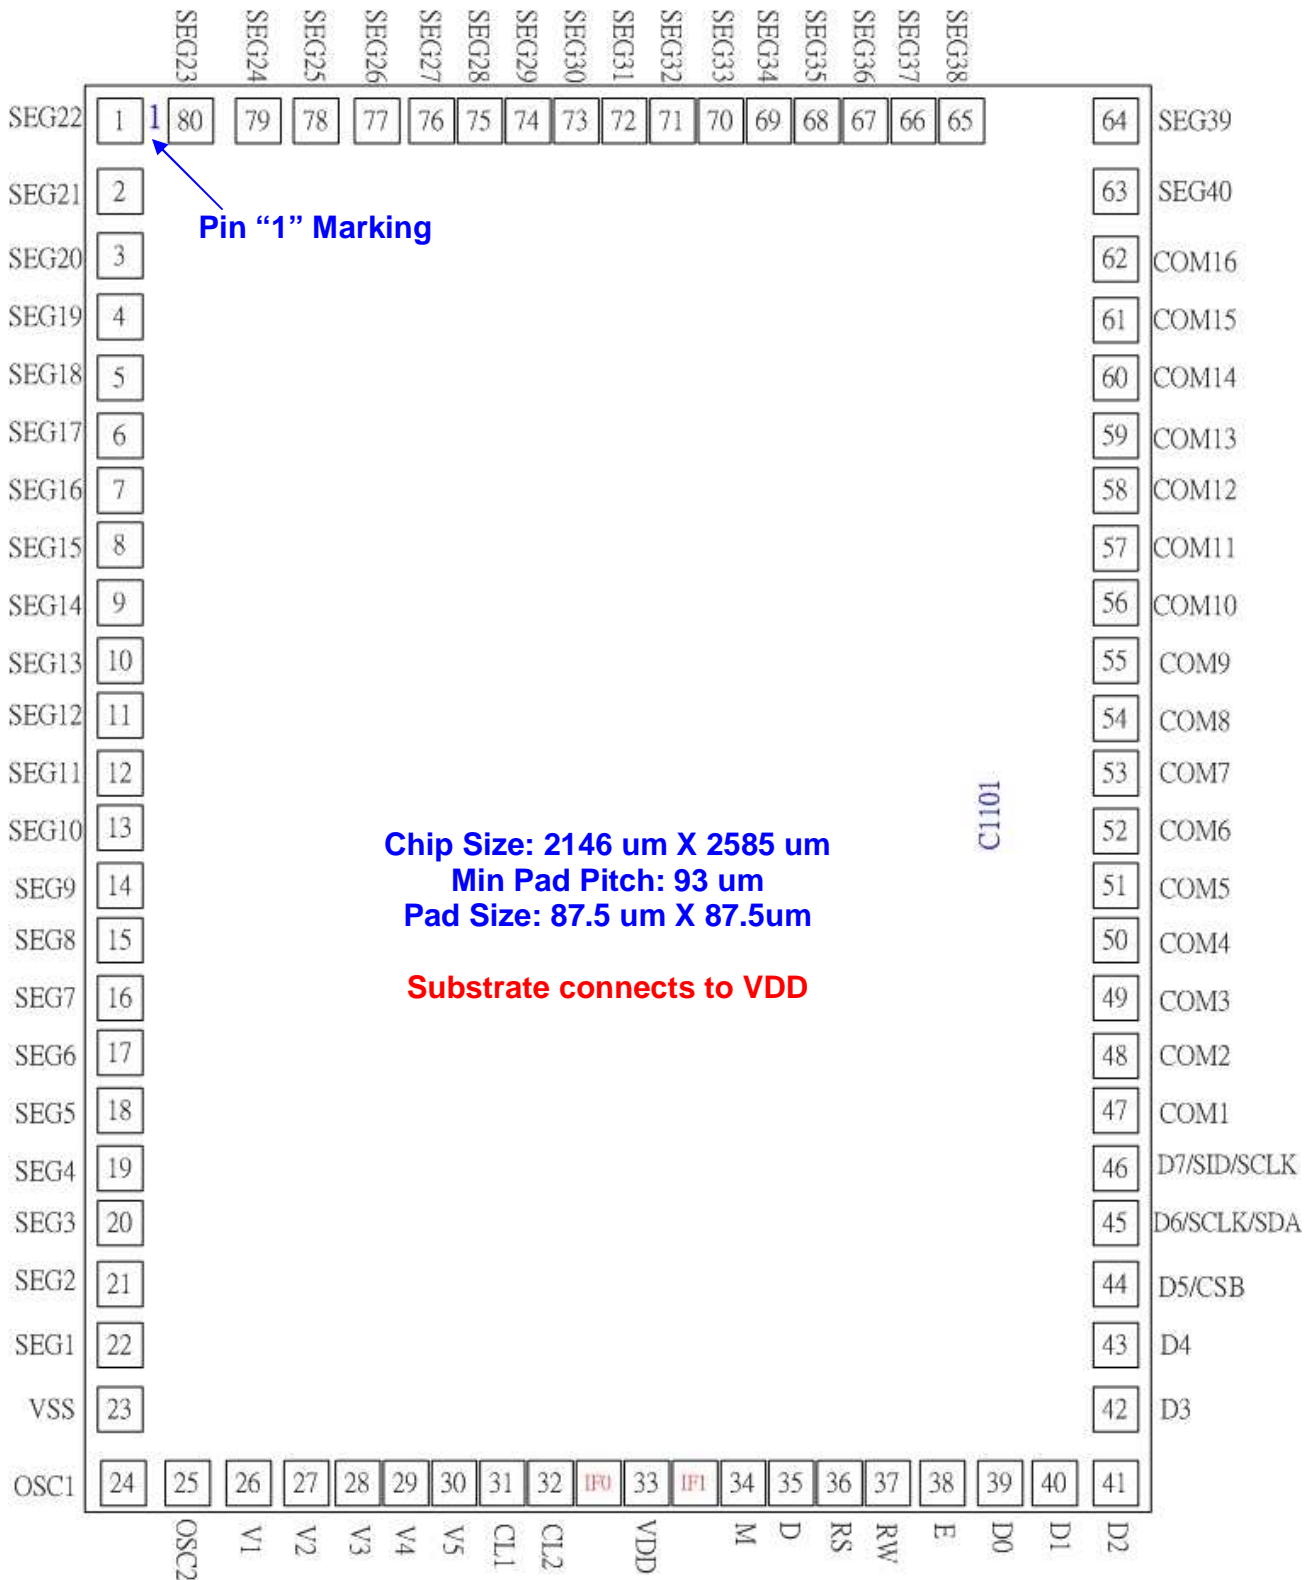 SEG23 SEG24 SEG25 SEG26 SEG27 SEG28 SEG29 SEG30 SEG31 SEG32 SEG33 SEG34 SEG35 SEG36 SEG37 SEG38
SEG22 1 1 80 79 78 77 76 75 74 73 72 71 70 69 68 67 66 65 64 SEG39
SEG21 2 63 SEG40
Pin “1” Marking
SEG20 3 62 COM16
SEG19 4 61 COM15
SEG18 5 60 COM14
SEG17 6 59 COM13
SEG16 7 58 COM12
SEG15 8 57 COM11
SEG14 9 56 COM10
SEG13 10 55 COM9
SEG12 11 54 COM8
SEG11 12 53 COM7
C1101
SEG10 13 52 COM6
Chip Size: 2146 um X 2585 um
Min Pad Pitch: 93 um
SEG9 14 51 COM5
Pad Size: 87.5 um X 87.5um
SEG8 15 50 COM4
Substrate connects to VDD
SEG7 16 49 COM3
SEG6 17 48 COM2
SEG5 18 47 COM1
SEG4 19 46 D7/SID/SCLK
SEG3 20 45 D6/SCLK/SDA
SEG2 21 44 D5/CSB
SEG1 22 43 D4
VSS 23 42 D3
OSC1 24 25 26 27 28 29 30 31 32 IF0 33 IF1 34 35 36 37 38 39 40 41
OSC2 V1 V2 V3 V4 V5 CL1 CL2 VDD M D RS RW E D0 D1 D2